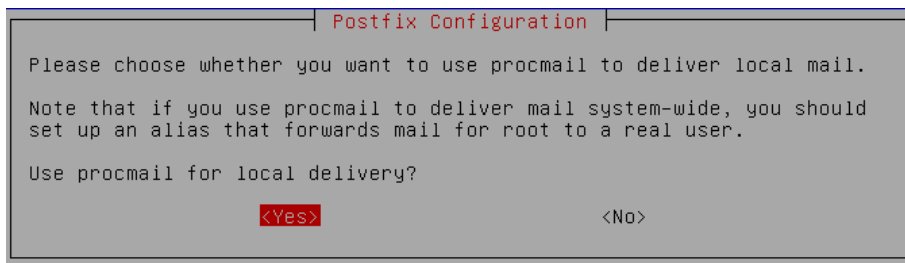 Postfix Configuration
Please choose whether you want to use procmail to deliver local mail.
Note that if you use procmail to deliver mail system-wide, you should
set up an alias that forwards mail for root to a real user.
Use procmail for local delivery?
<Yes> <No>